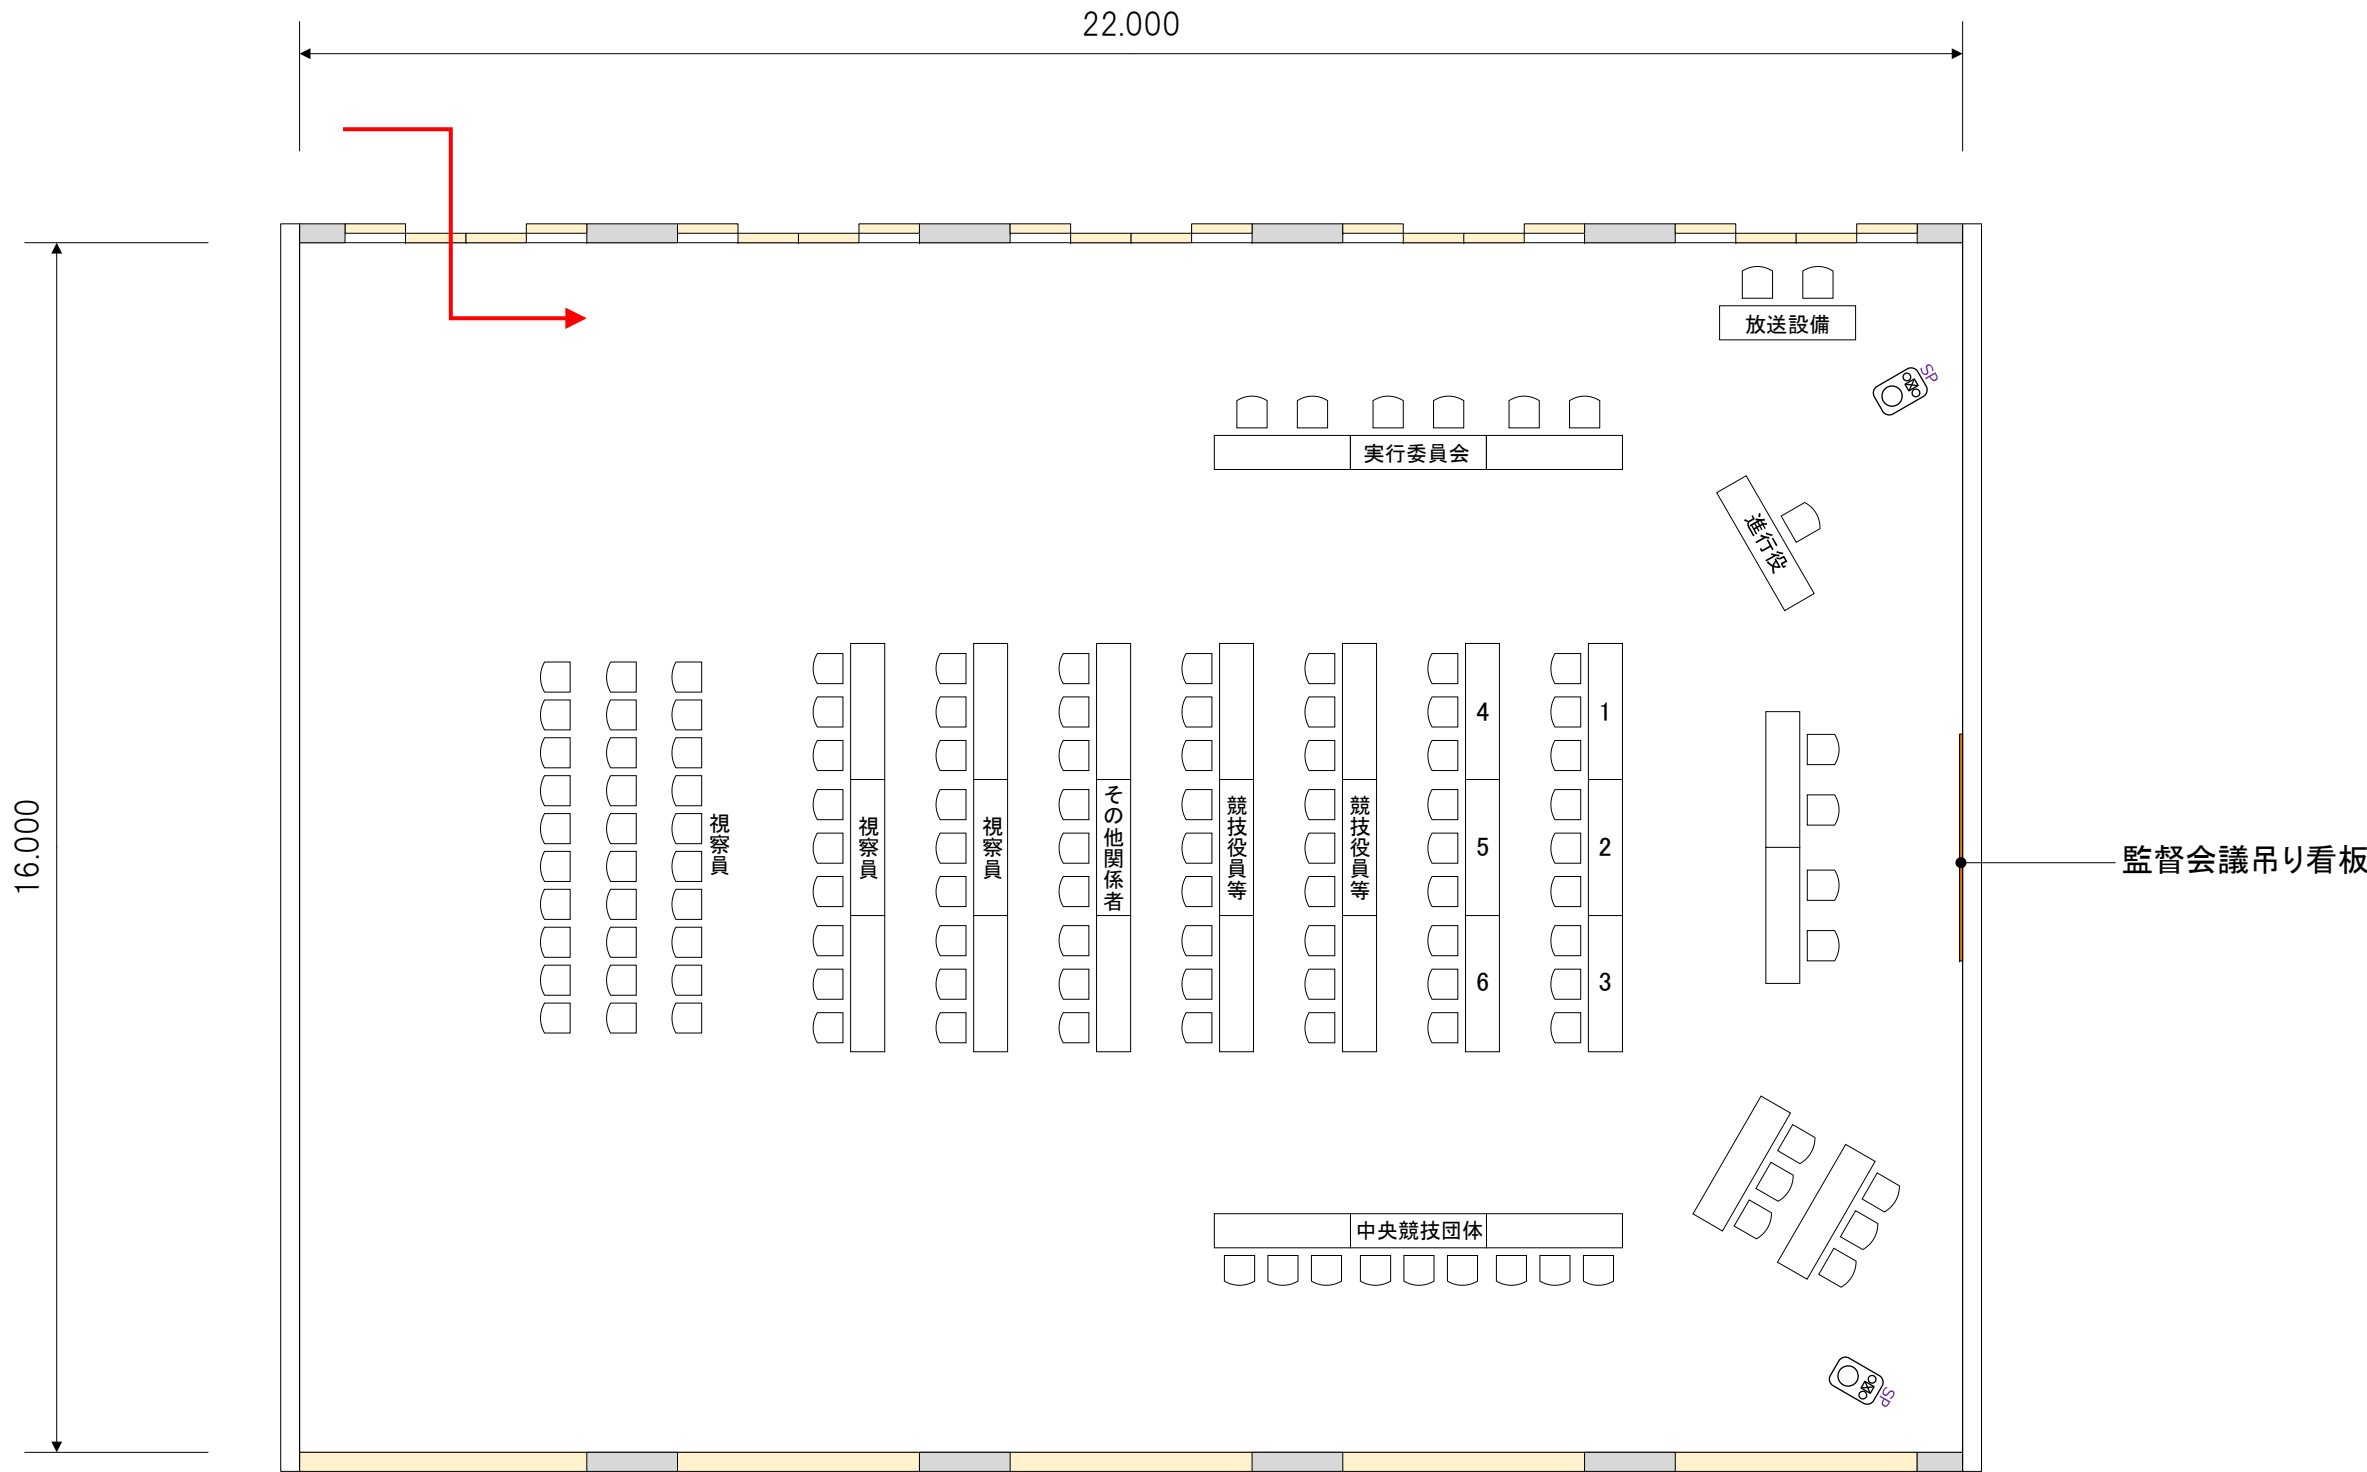 22.000
放送設備
SP
実行委員会
進行役
16.000
視察員
視察員
視察員
その他関係者
競技役員等
競技役員等
4
5
6
1
2
3
監督会議吊り看板
中央競技団体
SP